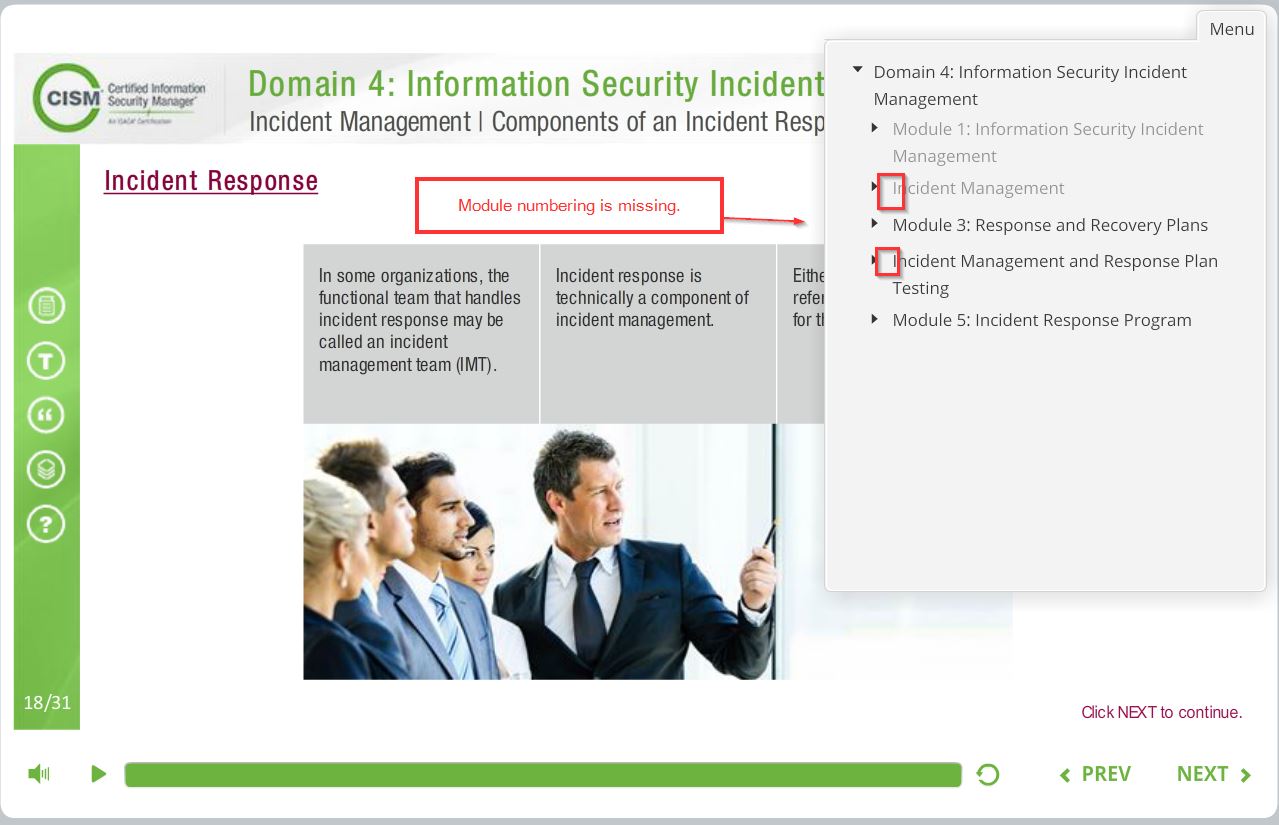 Menu
CISM
Certified Information
Security Manager
An ISACA Certification
Domain 4: Information Security Incident
Incident Management | Components of an Incident Resp
Incident Response
Module numbering is missing.
In some organizations, the
functional team that handles
incident response may be
called an incident
management team (IMT).
Incident response is
technically a component of
incident management.
Eithe
refer
for th
Domain 4: Information Security Incident
Management
Module 1: Information Security Incident
Management
Incident Management
Module 3: Response and Recovery Plans
Incident Management and Response Plan
Testing
Module 5: Incident Response Program
T
“
?
18/31
Click NEXT to continue.
PREV
NEXT